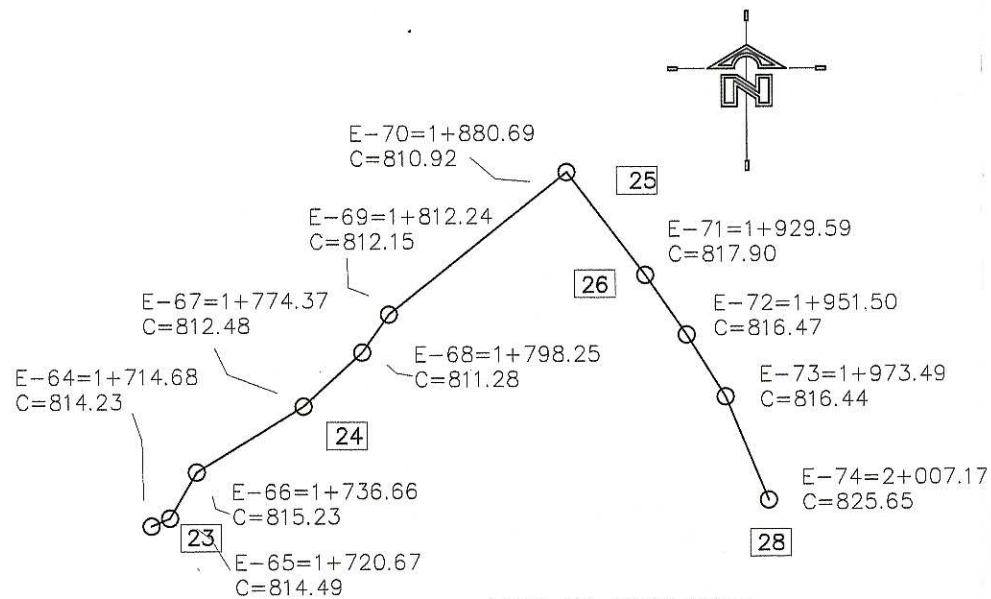 N
E-70=1+880.69
C=810.92
25
E-69=1+812.24
C=812.15
E-71=1+929.59
C=817.90
26
E-67=1+774.37
C=812.48
E-72=1+951.50
C=816.47
E-68=1+798.25
C=811.28
E-64=1+714.68
C=814.23
E-73=1+973.49
C=816.44
24
E-66=1+736.66
C=815.23
E-74=2+007.17
C=825.65
23
28
E-65=1+720.67
C=814.49